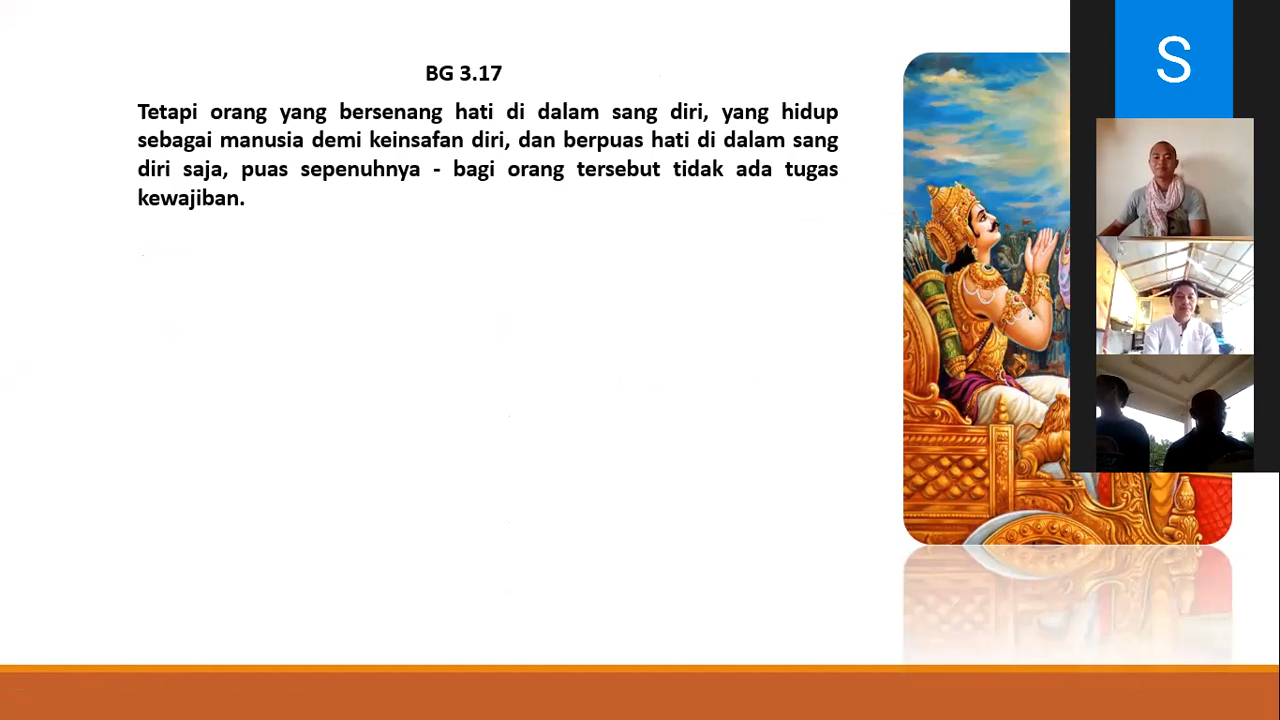 BG 3.17
Tetapi orang yang bersenang hati di dalam sang diri, yang hidup
sebagai manusia demi keinsafan diri, dan berpuas hati di dalam sang
diri saja, puas sepenuhnya - bagi orang tersebut tidak ada tugas
kewajiban.
S